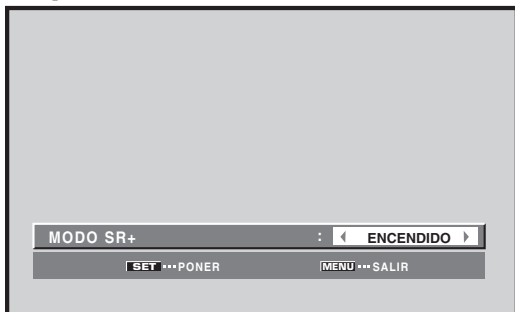 MODO SR+ : ENCENDIDO
SET ··· PONER MENU ··· SALIR